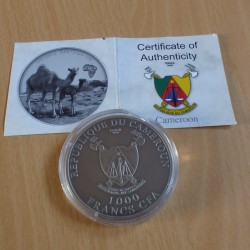 Certificate of
Authenticity
Cameroon
REPUBLIQUE DU CAMEROUN
1000
FRANCS CFA